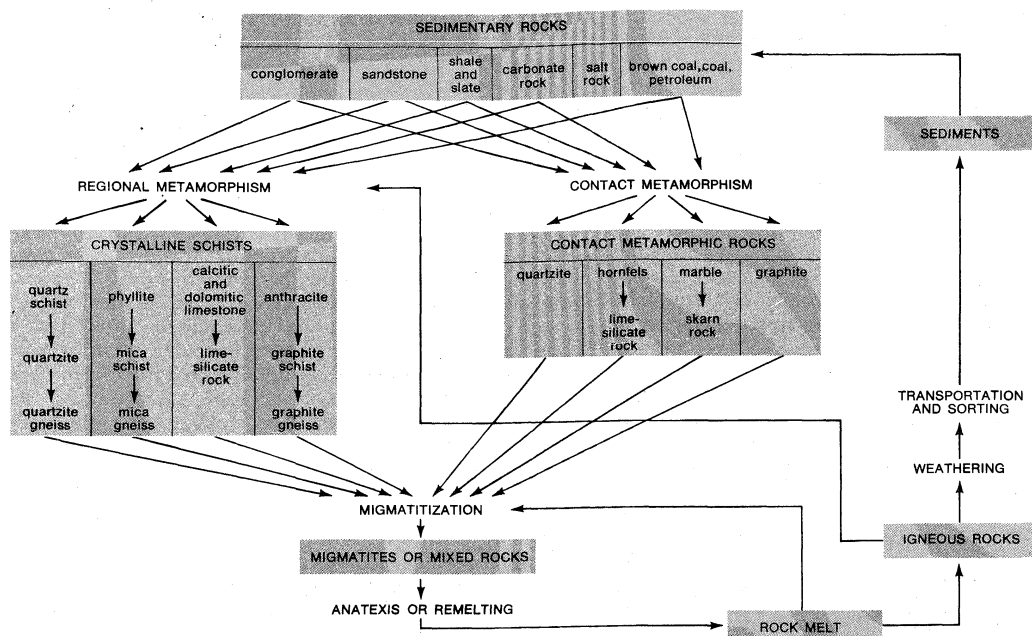 SEDIMENTARY ROCKS
conglomerate
sandstone
shale
and
slate
carbonate
rock
salt
rock
brown coal, coal,
petroleum
SEDIMENTS
REGIONAL METAMORPHISM
CONTACT METAMORPHISM
CRYSTALLINE SCHISTS
quartz
schist
quartzite
quartzite
gneiss
phyllite
mica
schist
mica
gneiss
calcitic
and
dolomitic
limestone
lime-
silicate
rock
anthracite
graphite
schist
graphite
gneiss
CONTACT METAMORPHIC ROCKS
quartzite
hornfels
lime-
silicate
rock
marble
skarn
rock
graphite
TRANSPORTATION
AND SORTING
WEATHERING
MIGMATITIZATION
IGNEOUS ROCKS
MIGMATITES OR MIXED ROCKS
ANATEXIS OR REMELTING
ROCK MELT